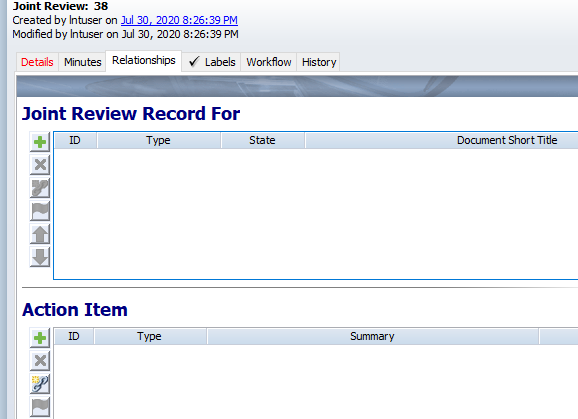 Joint Review: 38
Created by lntuser on Jul 30, 2020 8:26:39 PM
Modified by lntuser on Jul 30, 2020 8:26:39 PM
Details Minutes Relationships Labels Workflow History
Joint Review Record For
ID Type State Document Short Title
Action Item
ID Type Summary